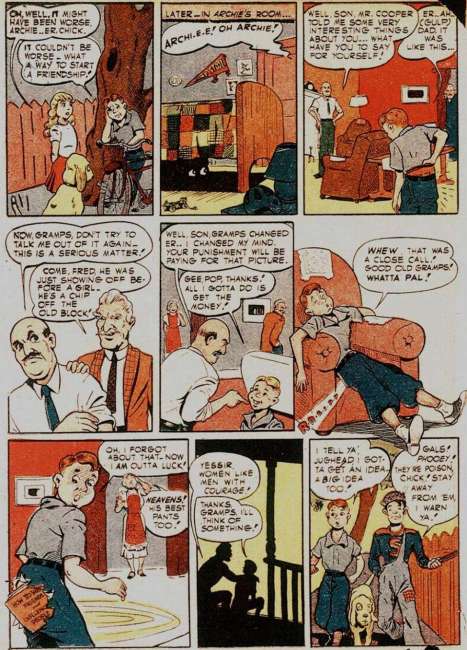 OH, WELL, IT MIGHT
HAVE BEEN WORSE,
ARCHIE.. ER. CHICK.
IT COULDN'T BE
WORSE - WHAT
A WAY TO START
A FRIENDSHIP!
LATER - IN ARCHIE'S ROOM...
ARCHI-E-E! OH ARCHIE!
WELL, SON, MR. COOPER
TOLD ME SOME VERY
INTERESTING THINGS
ABOUT YOU... WHAT
HAVE YOU TO SAY
FOR YOURSELF!
ER..AH..
(GULP)
DAD, IT
WAS
LIKE THIS...
NOW, GRAMPS, DON'T TRY TO
TALK ME OUT OF IT AGAIN-
THIS IS A SERIOUS MATTER!
COME, FRED, HE WAS
JUST SHOWING OFF BE-
FORE A GIRL.
HE'S A CHIP
OFF THE
OLD BLOCK!
WELL, SON, GRAMPS CHANGED
ER.. I CHANGED MY MIND.
YOUR PUNISHMENT WILL BE
PAYING FOR THAT PICTURE.
GEE, POP, THANKS!
ALL I GOTTA DO IS
GET THE
MONEY!
WHEW THAT WAS
A CLOSE CALL!
GOOD OLD GRAMPS!
WHATTA PAL!
OH, I FORGOT
ABOUT THAT- NOW
I AM OUTTA LUCK!
HEAVENS!
HIS BEST
PANTS
TOO!
YESSIR,
WOMEN LIKE
MEN WITH
COURAGE!
THANKS,
GRAMPS, I'LL
THINK OF
SOMETHING!
I TELL YA,
JUGHEAD I GOT-
TA GET AN IDEA-
A BIG IDEA
TOO!
GALS!
PHOOEY!
THEY'RE POISON,
CHICK! STAY
AWAY
FROM 'EM,
I WARN
YA!